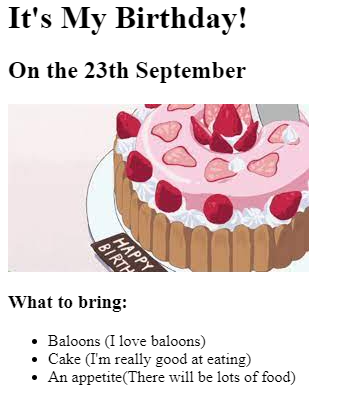 It's My Birthday!
On the 23th September
HAPPY
BIRTH
What to bring:
Baloons (I love baloons)
Cake (I'm really good at eating)
An appetite(There will be lots of food)